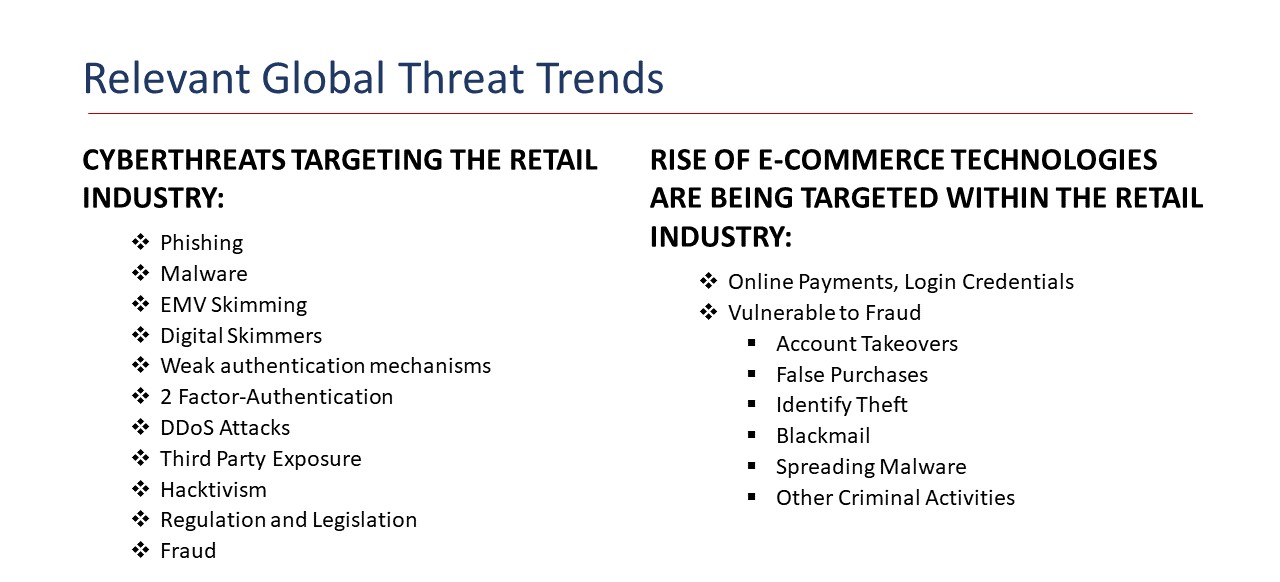 Relevant Global Threat Trends
CYBERTHREATS TARGETING THE RETAIL
INDUSTRY:
❖ Phishing
❖ Malware
❖ EMV Skimming
❖ Digital Skimmers
❖ Weak authentication mechanisms
❖ 2 Factor-Authentication
❖ DDoS Attacks
❖ Third Party Exposure
❖ Hacktivism
❖ Regulation and Legislation
❖ Fraud
RISE OF E-COMMERCE TECHNOLOGIES
ARE BEING TARGETED WITHIN THE RETAIL
INDUSTRY:
❖ Online Payments, Login Credentials
❖ Vulnerable to Fraud
▪ Account Takeovers
▪ False Purchases
▪ Identify Theft
▪ Blackmail
▪ Spreading Malware
▪ Other Criminal Activities